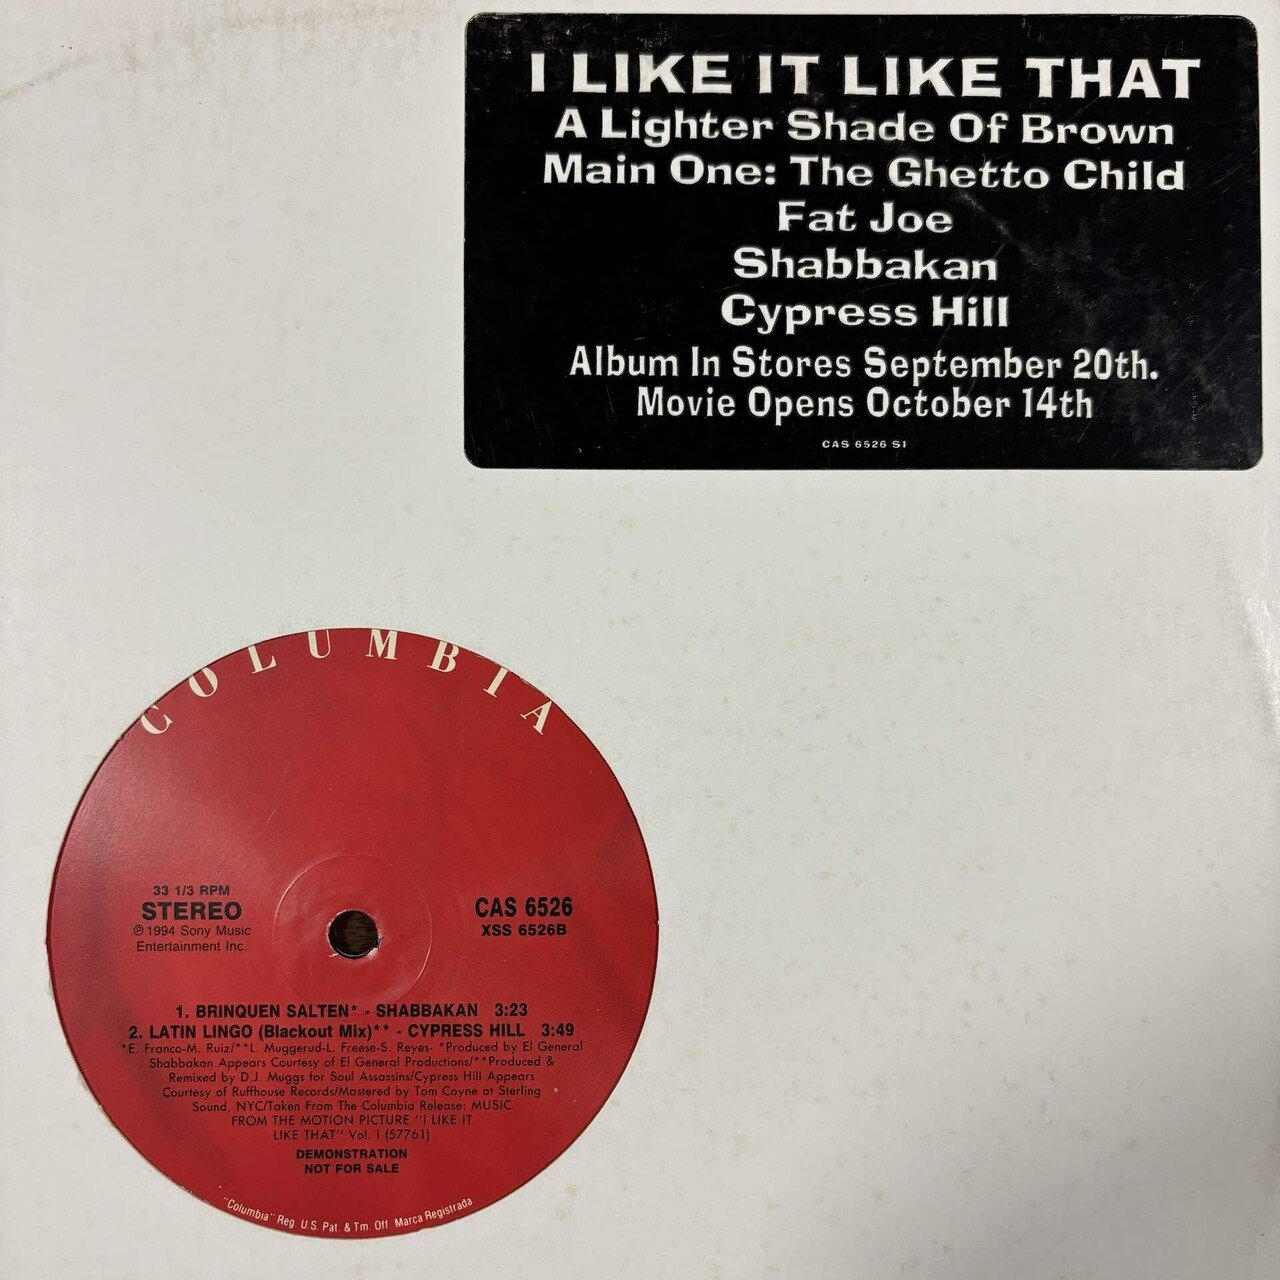 I LIKE IT LIKE THAT
A Lighter Shade Of Brown
Main One: The Ghetto Child
Fat Joe
Shabbakan
Cypress Hill
Album In Stores September 20th.
Movie Opens October 14th
CAS 6526 S1
COLUMBIA
33 1/3 RPM
STEREO
℗ 1994 Sony Music
Entertainment Inc.
CAS 6526
XSS 6526B
1. BRINQUEN SALTEN* - SHABBAKAN 3:23
2. LATIN LINGO (Blackout Mix)** - CYPRESS HILL 3:49
*E. Franco-M. Ruiz/**L. Muggerud-L. Freese-S. Reyes- *Produced by El General
Shabbakan Appears Courtesy of El General Productions/**Produced &
Remixed by D.J. Muggs for Soul Assassins/Cypress Hill Appears
Courtesy of Ruffhouse Records/Mastered by Tom Coyne at Sterling
Sound, NYC/Taken From The Columbia Release: MUSIC
FROM THE MOTION PICTURE "I LIKE IT
LIKE THAT" Vol. I (57761)
DEMONSTRATION
NOT FOR SALE
"Columbia" Reg. U.S. Pat. & Tm. Off. Marca Registrada.